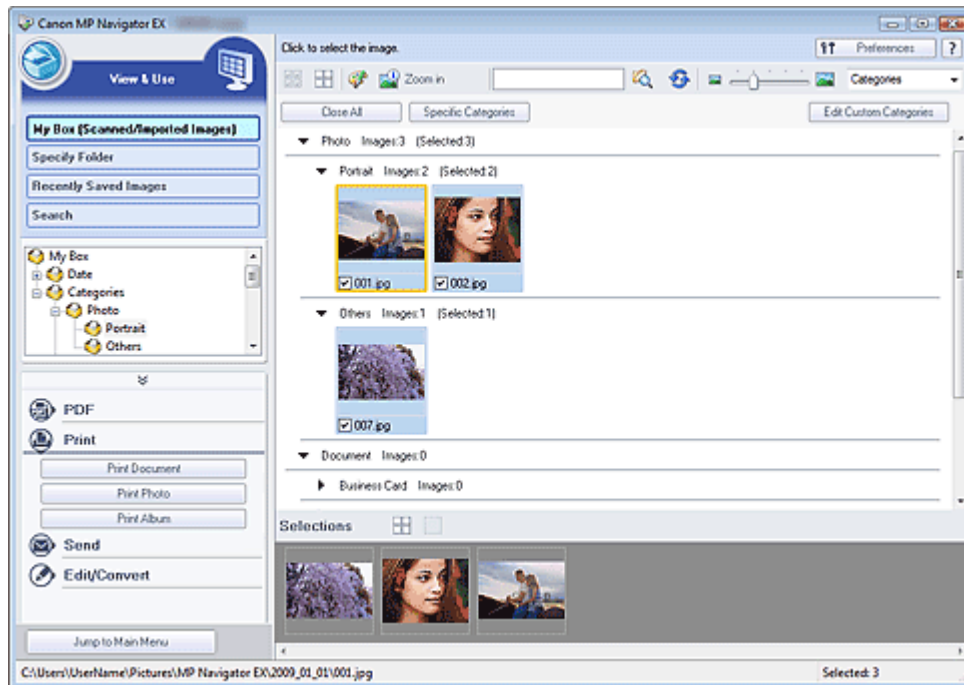 Canon MP Navigator EX
View & Use
My Box (Scanned/Imported Images)
Specify Folder
Recently Saved Images
Search
My Box
Date
Categories
Photo
Portrait
Others
PDF
Print
Print Document
Print Photo
Print Album
Send
Edit/Convert
Jump to Main Menu
Click to select the image.
Preferences
?
Zoom in
Categories
Close All
Specific Categories
Edit Custom Categories
Photo Images:3 (Selected:3)
Portrait Images:2 (Selected:2)
001.jpg
002.jpg
Others Images:1 (Selected:1)
007.jpg
Document Images:0
Business Card Images:0
Selections
C:\Users\UserName\Pictures\MP Navigator EX\2009_01_01\001.jpg
Selected: 3